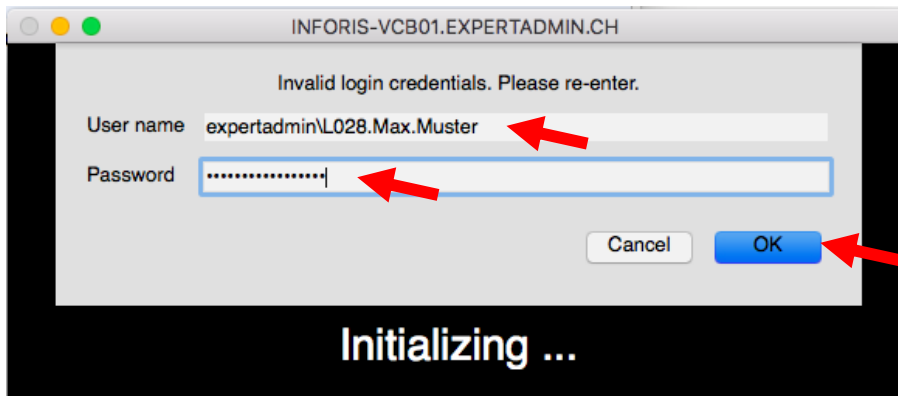 INFORIS-VCB01.EXPERTADMIN.CH
Invalid login credentials. Please re-enter.
User name expertadmin\L028.Max.Muster
Password •••••••••••••••••
Cancel OK
Initializing ...